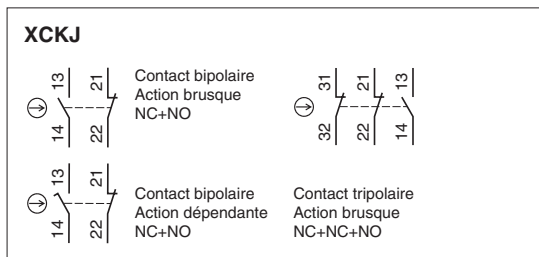 XCKJ
13 21
14 22
Contact bipolaire
Action brusque
NC+NO
31 21 13
32 22 14
13 21
14 22
Contact bipolaire
Action dépendante
NC+NO
Contact tripolaire
Action brusque
NC+NC+NO